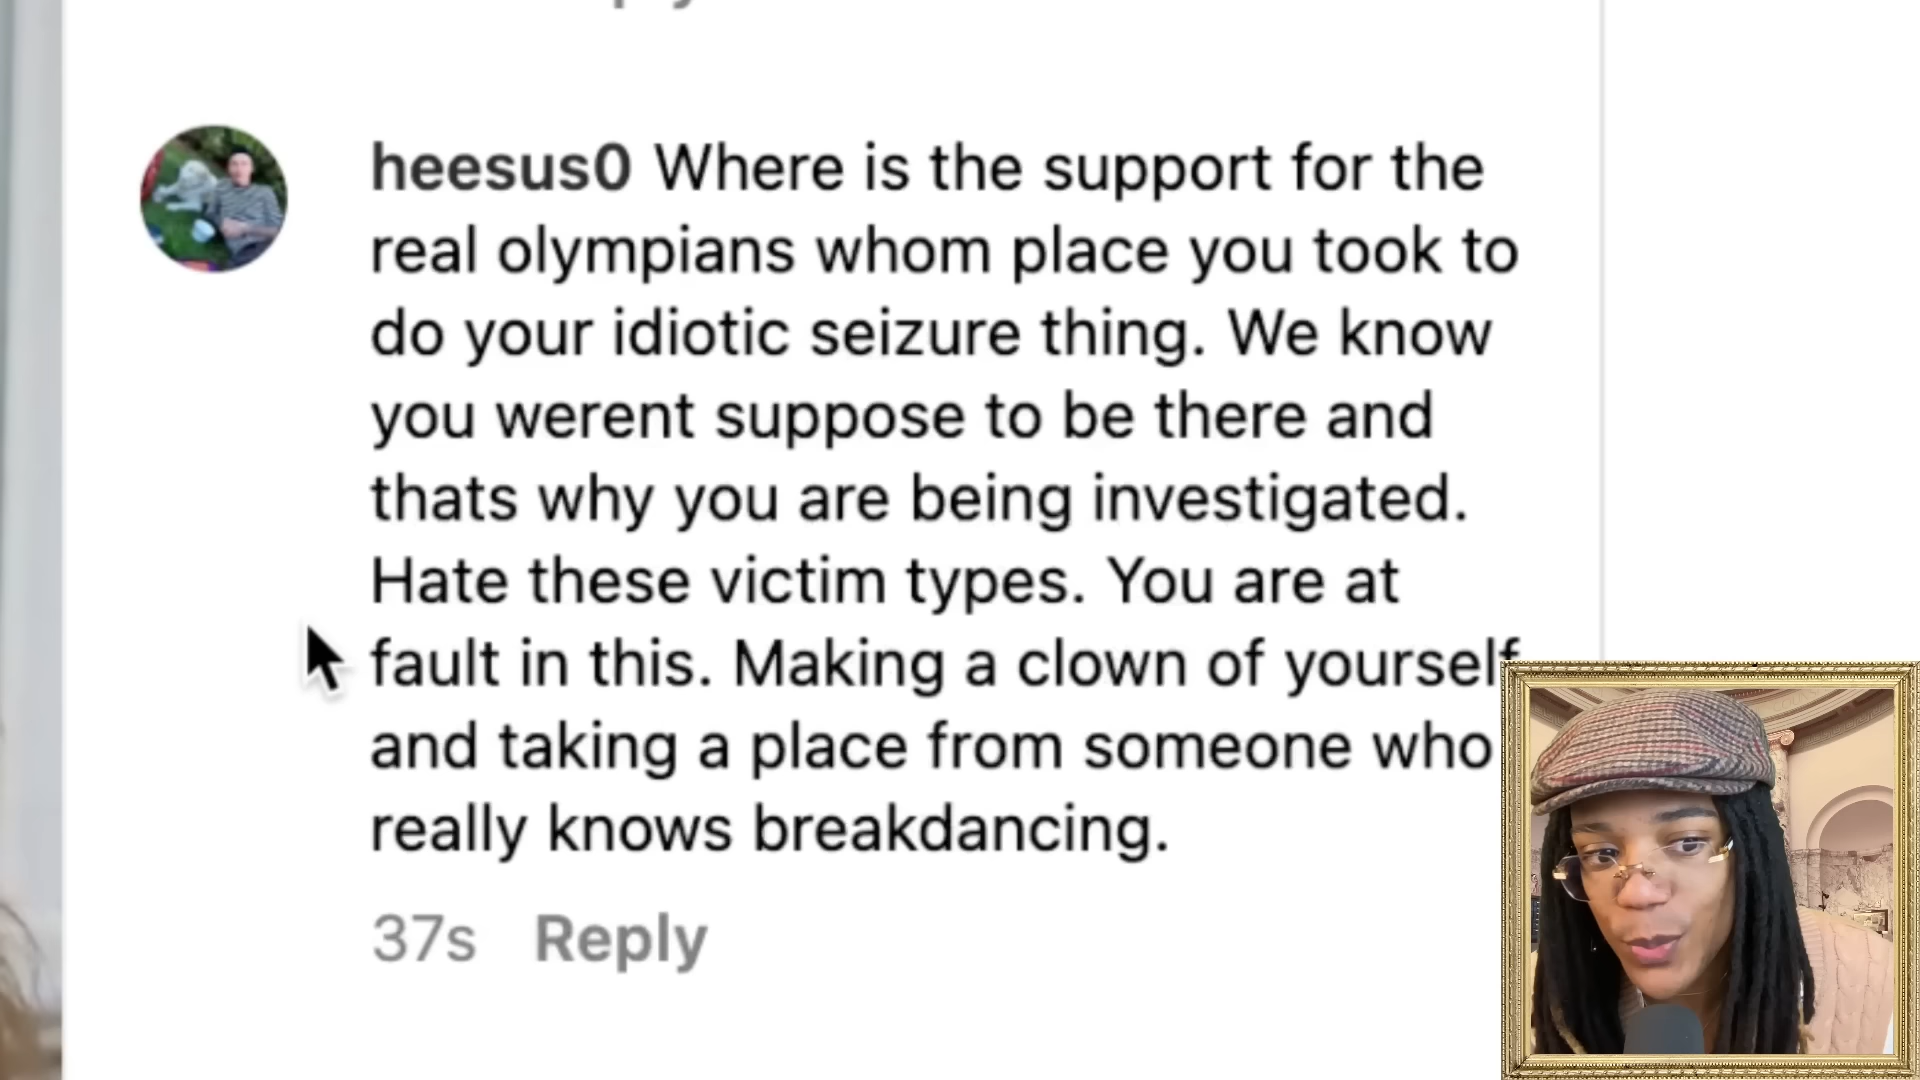 heesus0 Where is the support for the
real olympians whom place you took to
do your idiotic seizure thing. We know
you werent suppose to be there and
thats why you are being investigated.
Hate these victim types. You are at
fault in this. Making a clown of yourself
and taking a place from someone who
really knows breakdancing.
37s Reply